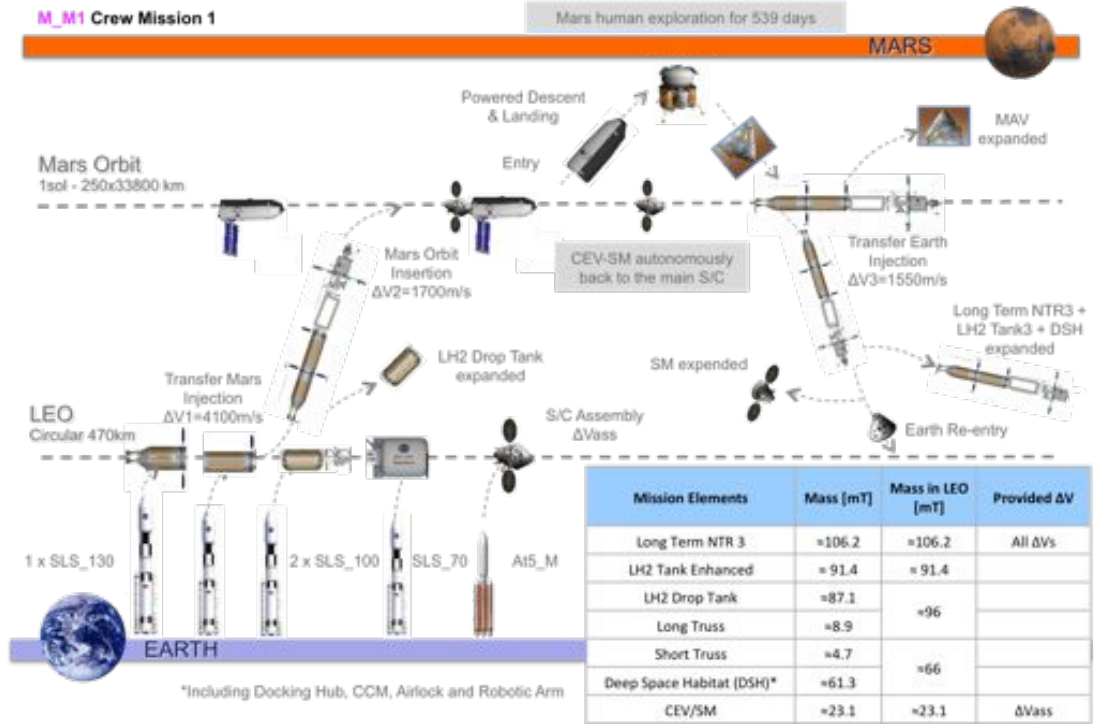 M_M1 Crew Mission 1
Mars human exploration for 539 days
MARS
Powered Descent
& Landing
MAV
expanded
Entry
Mars Orbit
1sol - 250x33800 km
Mars Orbit
Insertion
ΔV2=1700m/s
CEV-SM autonomously
back to the main S/C
Transfer Earth
Injection
ΔV3=1550m/s
Long Term NTR3 +
LH2 Tank3 + DSH
expanded
LH2 Drop Tank
expanded
SM expended
Transfer Mars
Injection
ΔV1=4100m/s
LEO
Circular 470km
S/C Assembly
ΔVass
Earth Re-entry
1 x SLS_130
2 x SLS_100
SLS_70
At5_M
EARTH
*Including Docking Hub, CCM, Airlock and Robotic Arm
Mission Elements Mass [mT] Mass in LEO [mT] Provided ΔV
Long Term NTR 3 ≈106.2 ≈106.2 All ΔVs
LH2 Tank Enhanced ≈ 91.4 ≈ 91.4
LH2 Drop Tank ≈87.1 ≈96
Long Truss ≈8.9
Short Truss ≈4.7 ≈66
Deep Space Habitat (DSH)* ≈61.3
CEV/SM ≈23.1 ≈23.1 ΔVass